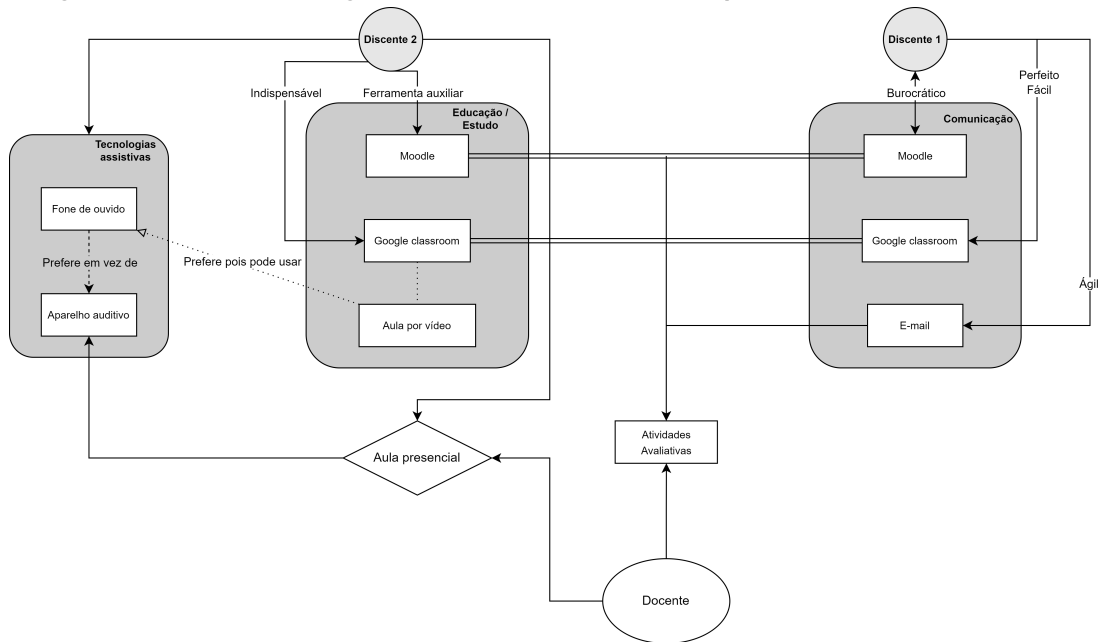 Discente 2
Discente 1
Indispensável
Ferramenta auxiliar
Burocrático
Perfeito
Fácil
Educação /
Estudo
Comunicação
Tecnologias
assistivas
Moodle
Moodle
Fone de ouvido
Google classroom
Google classroom
Prefere em vez de
Prefere pois pode usar
Ágil
Aparelho auditivo
Aula por vídeo
E-mail
Atividades
Avaliativas
Aula presencial
Docente